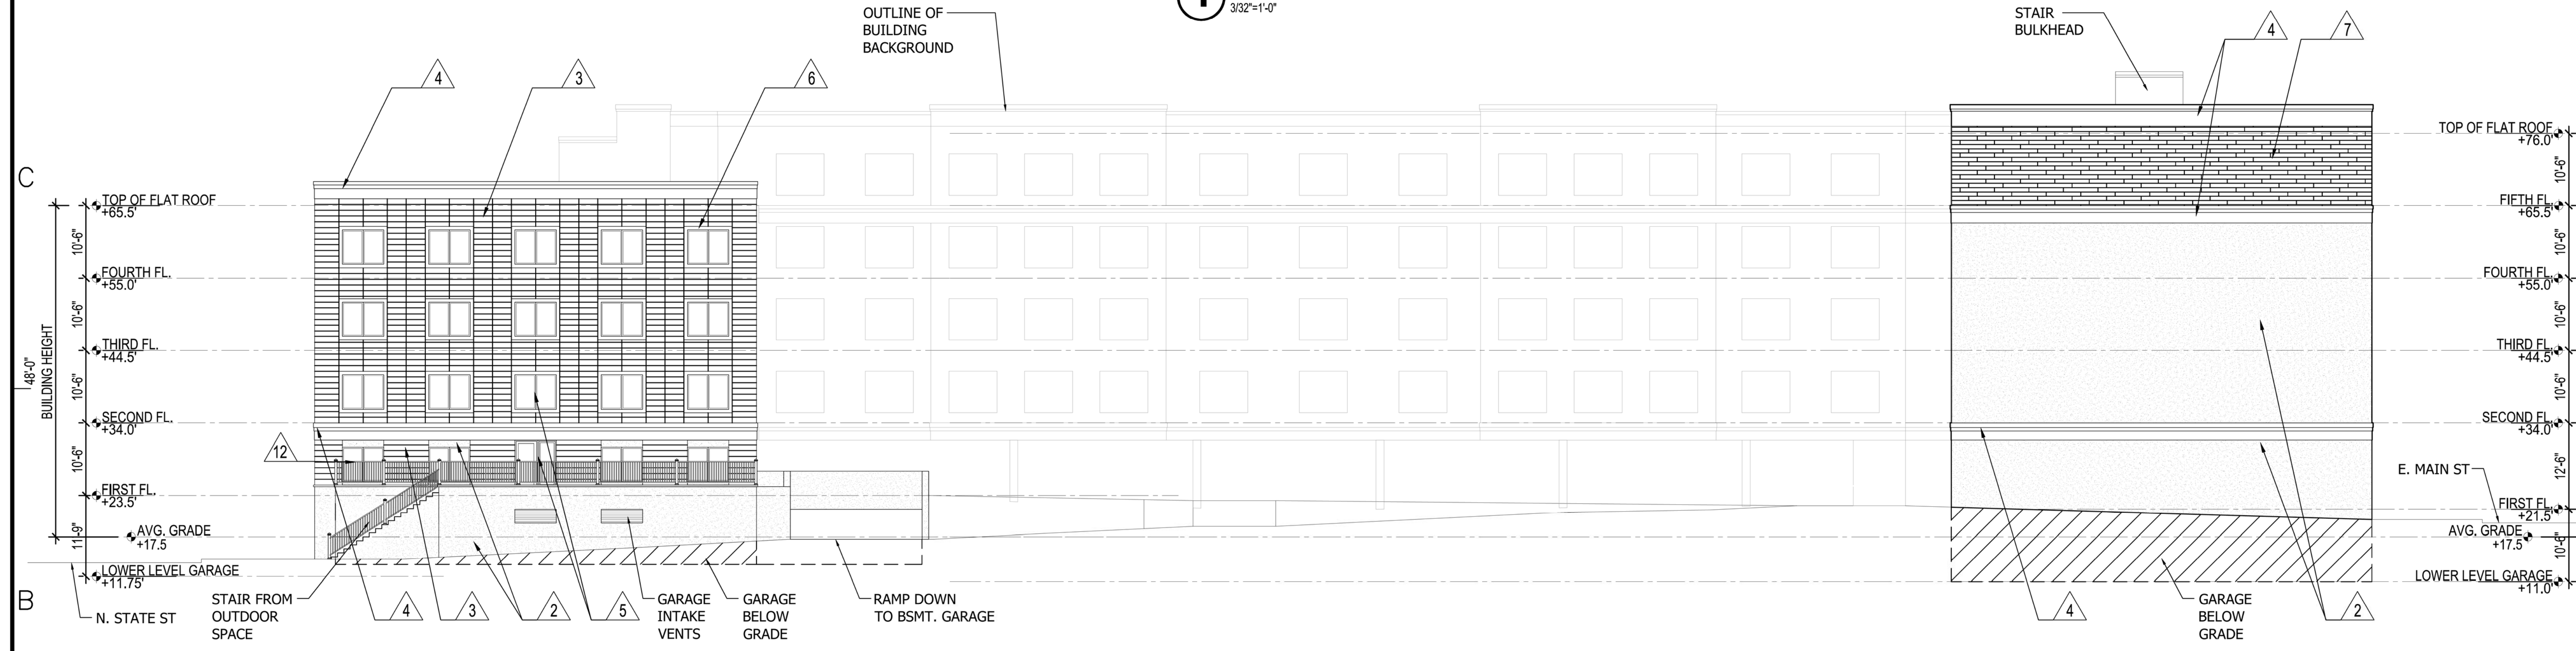 1
3/32"=1'-0"
OUTLINE OF
BUILDING
BACKGROUND
STAIR
BULKHEAD
4
7
4
3
6
C
TOP OF FLAT ROOF
+65.5'
10'-6"
FOURTH FL.
+55.0'
10'-6"
THIRD FL.
+44.5'
10'-6"
SECOND FL.
+34.0'
10'-6"
FIRST FL.
+23.5'
11'-9"
AVG. GRADE
+17.5
LOWER LEVEL GARAGE
+11.75'
48'-0"
BUILDING HEIGHT
12
B
N. STATE ST
STAIR FROM
OUTDOOR
SPACE
4
3
2
5
GARAGE
INTAKE
VENTS
GARAGE
BELOW
GRADE
RAMP DOWN
TO BSMT. GARAGE
TOP OF FLAT ROOF
+76.0'
10'-6"
FIFTH FL.
+65.5'
10'-6"
FOURTH FL.
+55.0'
10'-6"
THIRD FL.
+44.5'
10'-6"
SECOND FL.
+34.0'
12'-6"
E. MAIN ST
FIRST FL.
+21.5'
AVG. GRADE
+17.5
10'-6"
LOWER LEVEL GARAGE
+11.0'
4
GARAGE
BELOW
GRADE
2